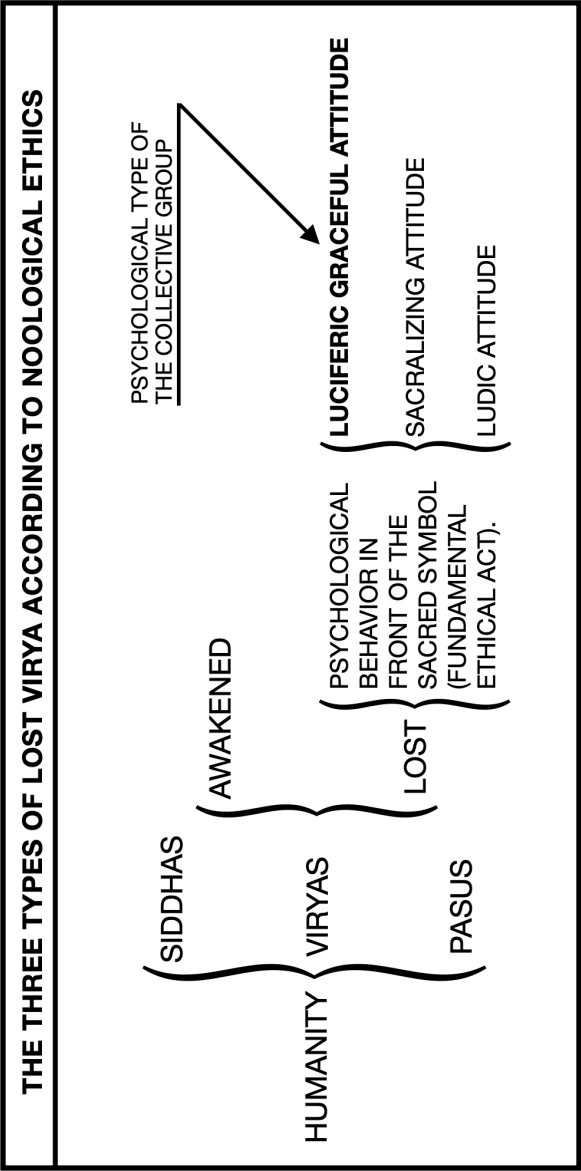 THE THREE TYPES OF LOST VIRYA ACCORDING TO NOOLOGICAL ETHICS
HUMANITY
SIDDHAS
VIRYAS
PASUS
AWAKENED
LOST
PSYCHOLOGICAL
BEHAVIOR IN
FRONT OF THE
SACRED SYMBOL
(FUNDAMENTAL
ETHICAL ACT).
PSYCHOLOGICAL TYPE OF
THE COLLECTIVE GROUP
LUCIFERIC GRACEFUL ATTITUDE
SACRALIZING ATTITUDE
LUDIC ATTITUDE